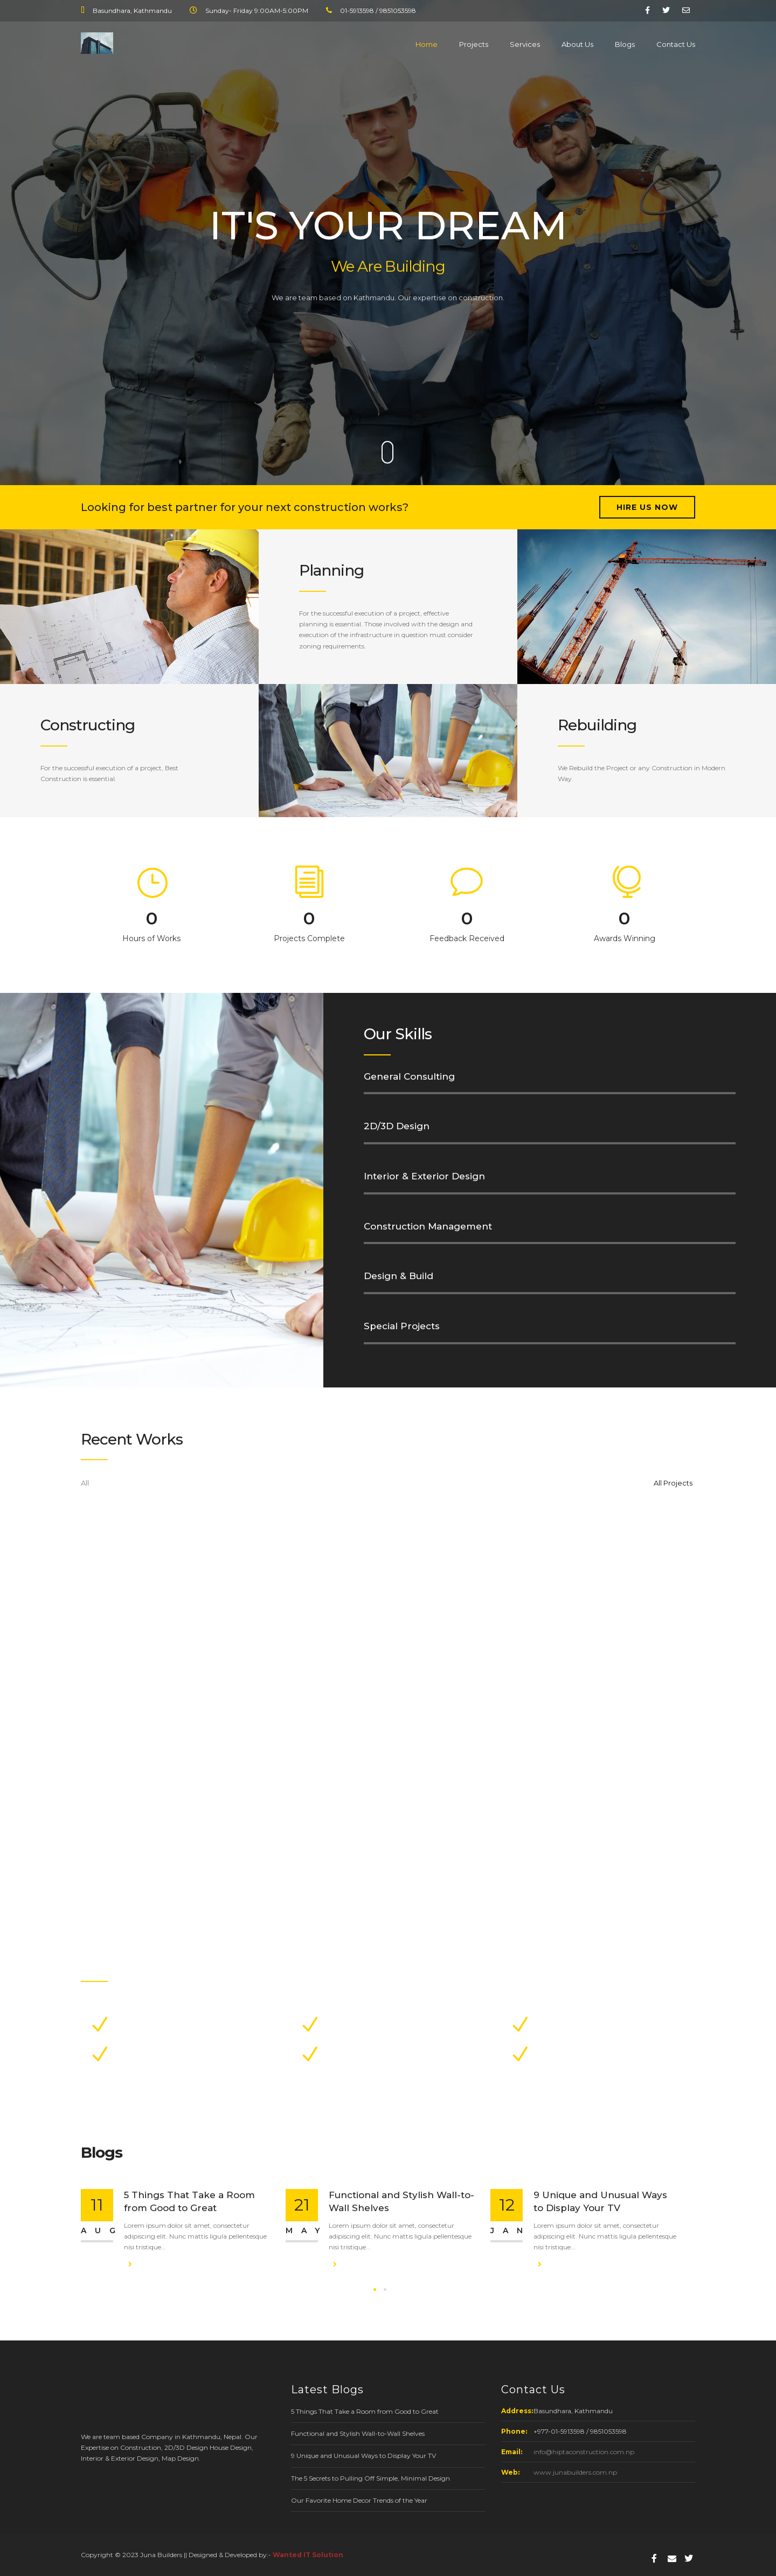 Basundhara, Kathmandu
Sunday- Friday 9:00AM-5:00PM
01-5913598 / 9851053598
Home
Projects
Services
About Us
Blogs
Contact Us
IT'S YOUR DREAM
We Are Building
We are team based on Kathmandu. Our expertise on construction.
Looking for best partner for your next construction works?
HIRE US NOW
Planning
For the successful execution of a project, effective
planning is essential. Those involved with the design and
execution of the infrastructure in question must consider
zoning requirements.
Constructing
For the successful execution of a project, Best
Construction is essential.
Rebuilding
We Rebuild the Project or any Construction in Modern
Way.
0
Hours of Works
0
Projects Complete
0
Feedback Received
0
Awards Winning
Our Skills
General Consulting
2D/3D Design
Interior & Exterior Design
Construction Management
Design & Build
Special Projects
Recent Works
All
All Projects
Blogs
11
AUG
5 Things That Take a Room
from Good to Great
Lorem ipsum dolor sit amet, consectetur
adipiscing elit. Nunc mattis ligula pellentesque
nisi tristique...
21
MAY
Functional and Stylish Wall-to-
Wall Shelves
Lorem ipsum dolor sit amet, consectetur
adipiscing elit. Nunc mattis ligula pellentesque
nisi tristique...
12
JAN
9 Unique and Unusual Ways
to Display Your TV
Lorem ipsum dolor sit amet, consectetur
adipiscing elit. Nunc mattis ligula pellentesque
nisi tristique...
We are team based Company in Kathmandu, Nepal. Our
Expertise on Construction, 2D/3D Design House Design,
Interior & Exterior Design, Map Design.
Latest Blogs
5 Things That Take a Room from Good to Great
Functional and Stylish Wall-to-Wall Shelves
9 Unique and Unusual Ways to Display Your TV
The 5 Secrets to Pulling Off Simple, Minimal Design
Our Favorite Home Decor Trends of the Year
Contact Us
Address:Basundhara, Kathmandu
Phone: +977-01-5913598 / 9851053598
Email: info@hiptaconstruction.com.np
Web: www.junabuilders.com.np
Copyright © 2023 Juna Builders || Designed & Developed by:- Wanted IT Solution